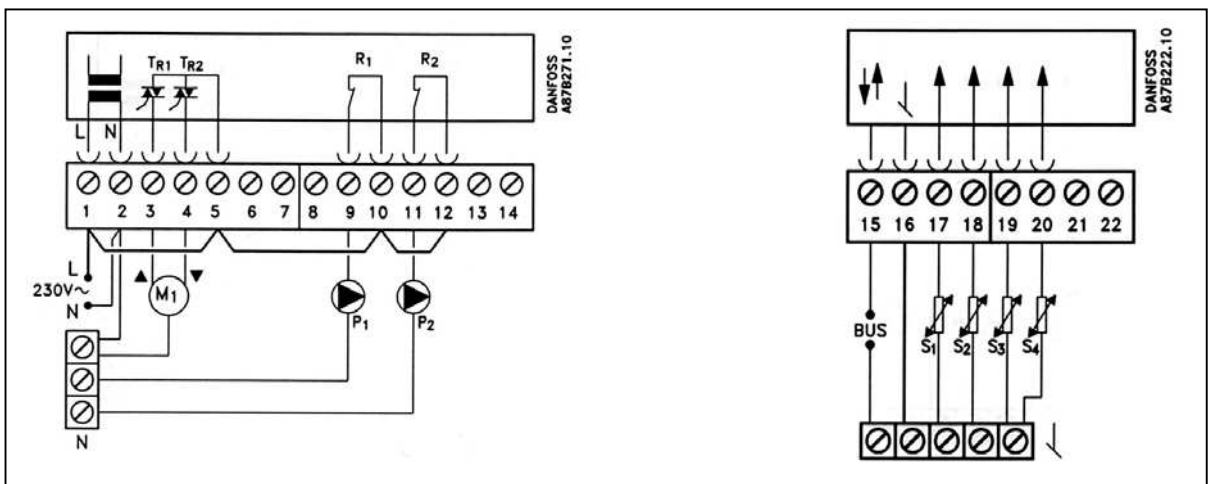 TR1 TR2
R1
R2
DANFOSS
A87B271.10
L N
1 2 3 4 5 6 7 8 9 10 11 12 13 14
L
230V~
N
▲ M1 ▼
P1
P2
N
DANFOSS
A87B222.10
15 16 17 18 19 20 21 22
BUS
S1 S2 S3 S4